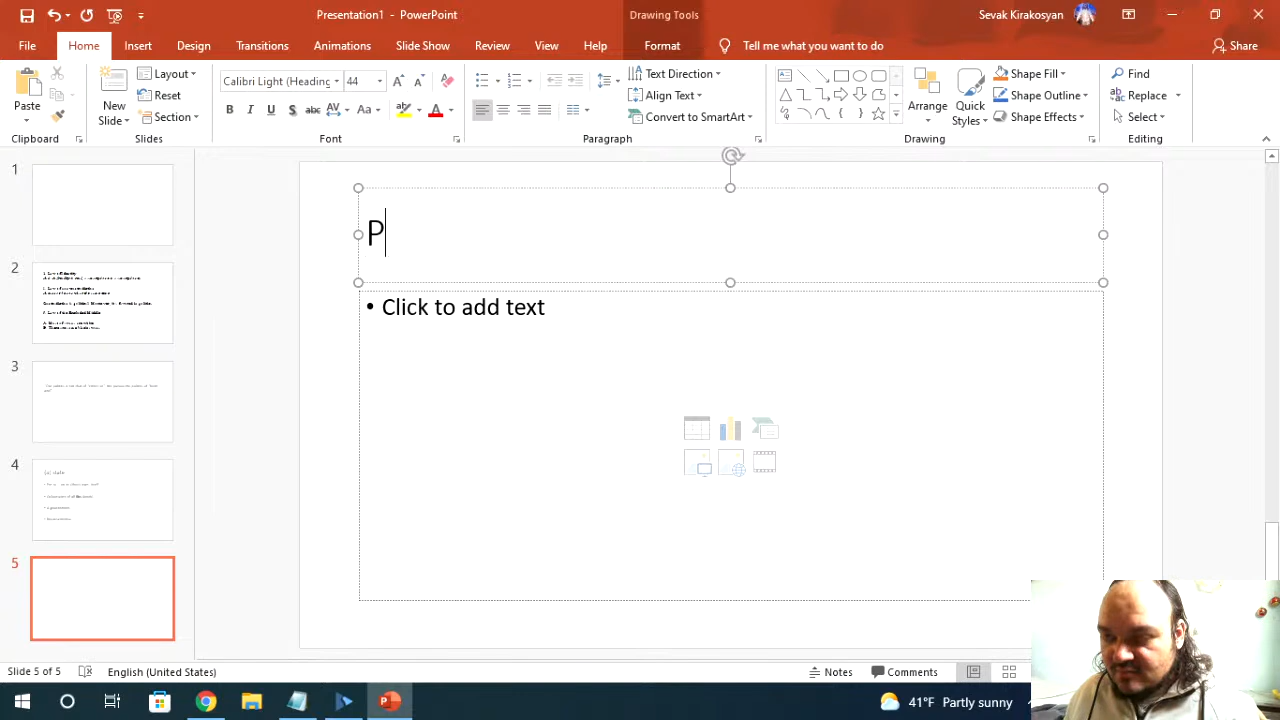 Presentation1 - PowerPoint
Drawing Tools
Sevak Kirakosyan
File
Home
Insert
Design
Transitions
Animations
Slide Show
Review
View
Help
Format
Tell me what you want to do
Share
Paste
New Slide
Layout
Reset
Section
Calibri Light (Heading
44
B I U S abc AV Aa
A
Text Direction
Align Text
Convert to SmartArt
Arrange
Quick Styles
Shape Fill
Shape Outline
Shape Effects
Find
Replace
Select
Clipboard
Slides
Font
Paragraph
Drawing
Editing
1
2
3
4
5
P
• Click to add text
Slide 5 of 5
English (United States)
Notes
Comments
41°F Partly sunny